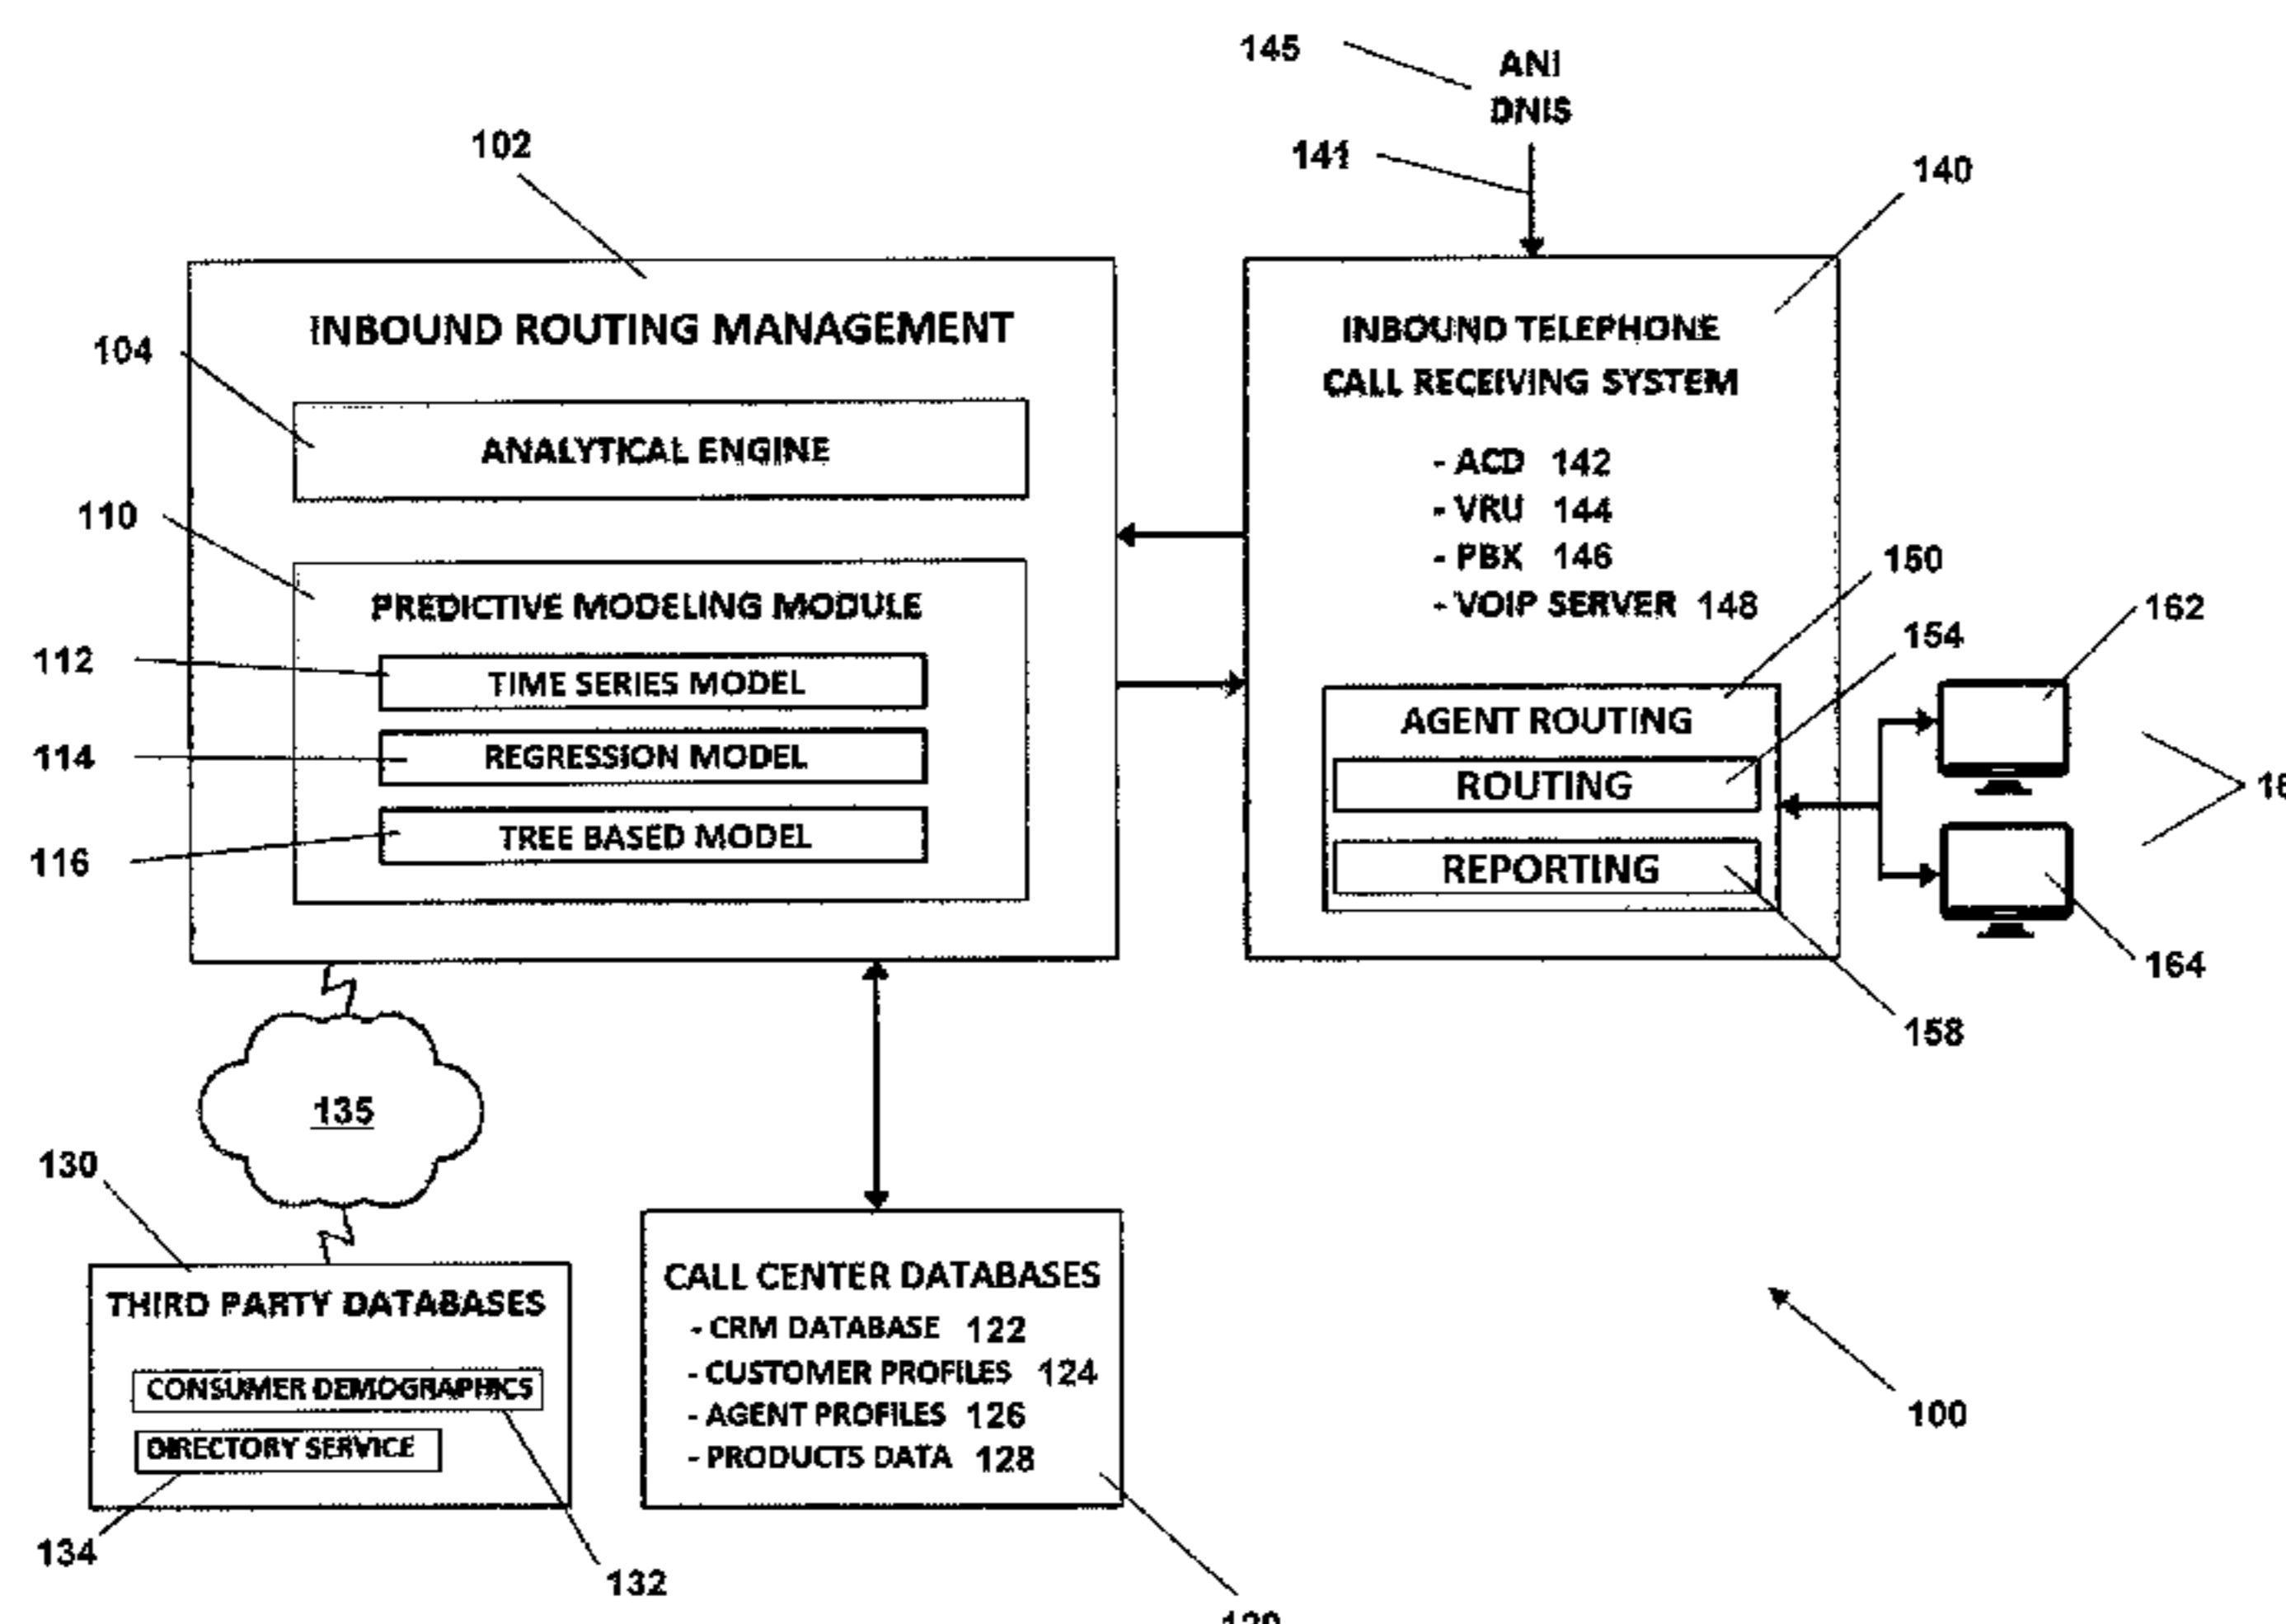 145
ANI
DNIS
102
141
140
INBOUND ROUTING MANAGEMENT
104
ANALYTICAL ENGINE
110
PREDICTIVE MODELING MODULE
112
TIME SERIES MODEL
114
REGRESSION MODEL
116
TREE BASED MODEL
INBOUND TELEPHONE
CALL RECEIVING SYSTEM
- ACD 142
- VRU 144
- PBX 146
- VOIP SERVER 148
150
154
162
AGENT ROUTING
ROUTING
REPORTING
164
158
135
130
THIRD PARTY DATABASES
CONSUMER DEMOGRAPHICS
DIRECTORY SERVICE
134
132
CALL CENTER DATABASES
- CRM DATABASE 122
- CUSTOMER PROFILES 124
- AGENT PROFILES 126
- PRODUCTS DATA 128
100